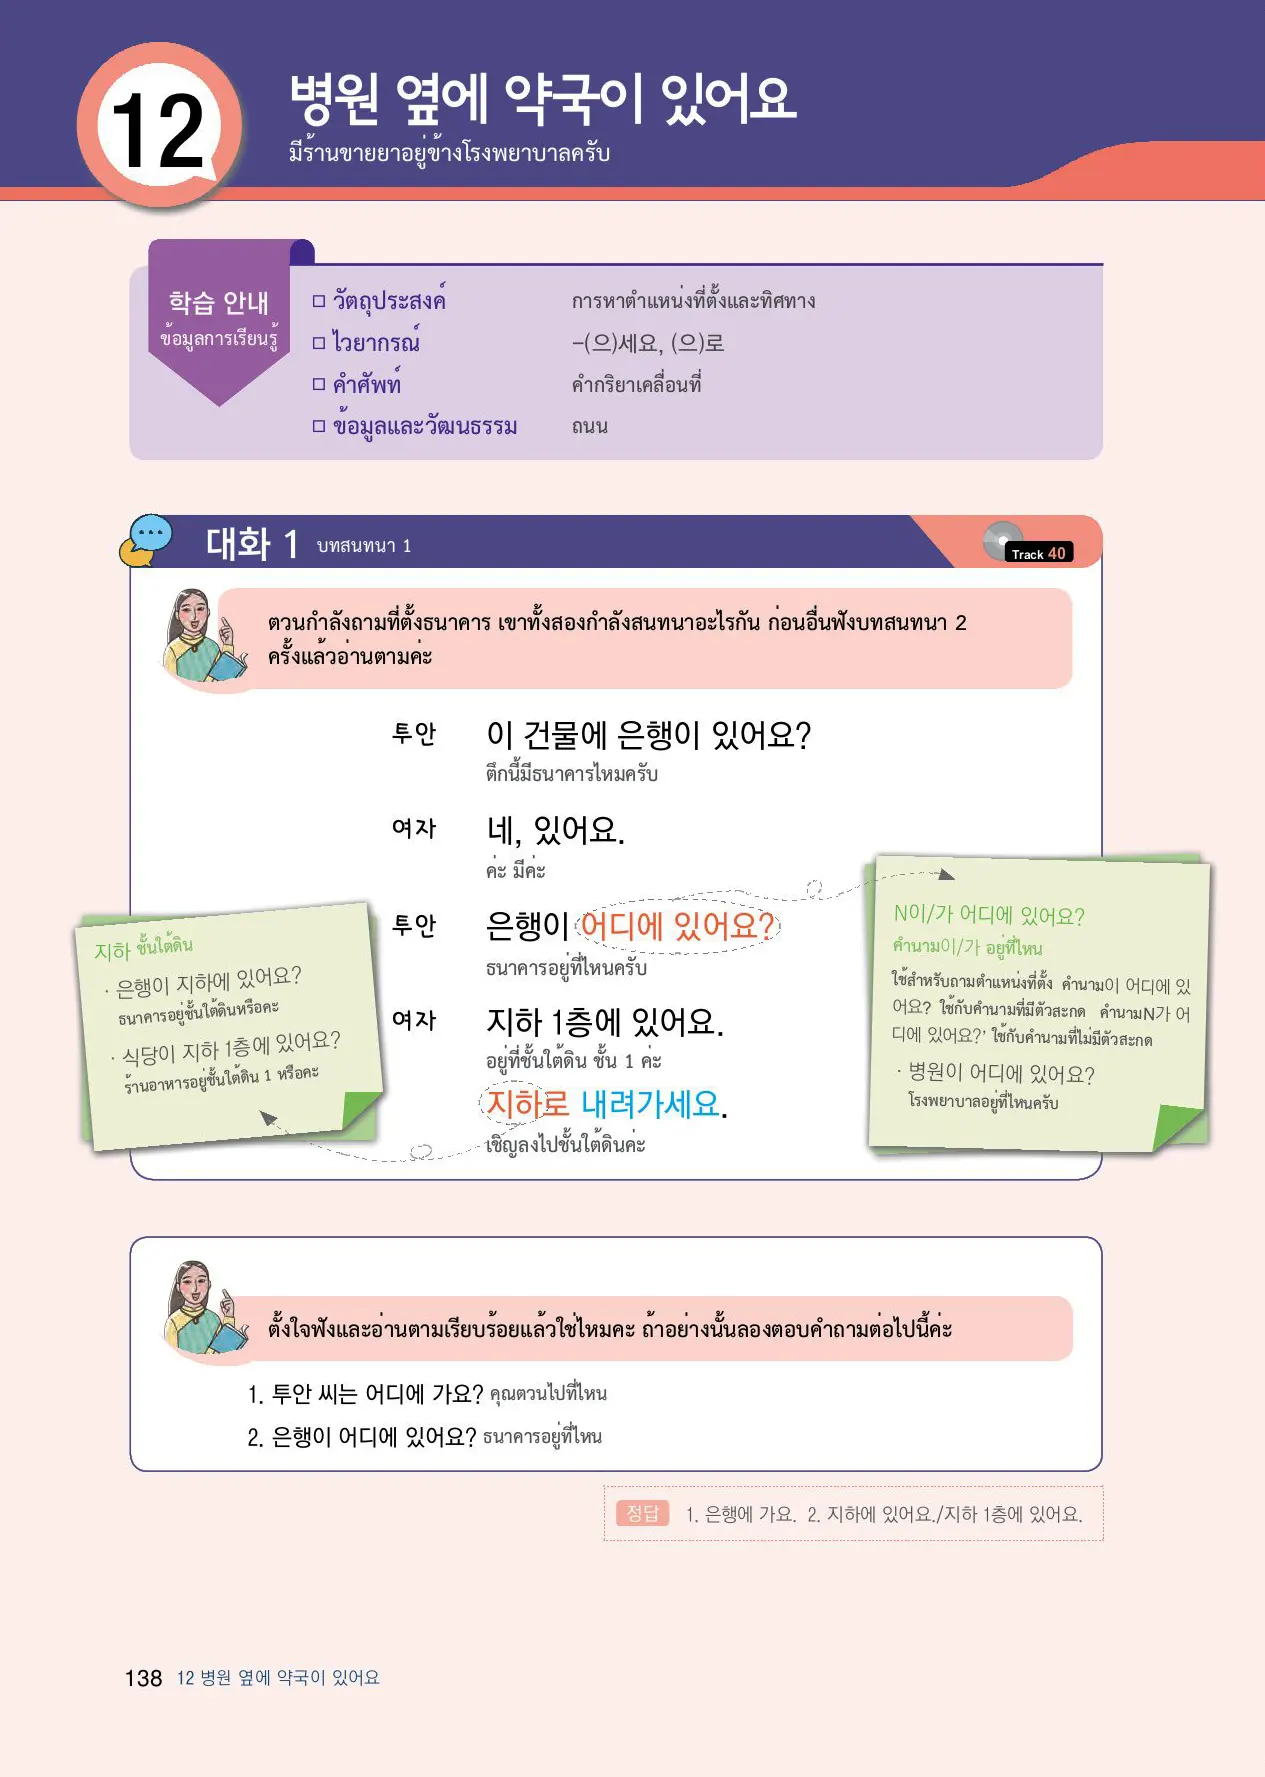 12
병원 옆에 약국이 있어요
มีร้านขายยาอยู่ข้างโรงพยาบาลครับ
학습 안내
ข้อมูลการเรียนรู้
□ วัตถุประสงค์ การหาตำแหน่งที่ตั้งและทิศทาง
□ ไวยากรณ์ -(으)세요, (으)로
□ คำศัพท์ คำกริยาเคลื่อนที่
□ ข้อมูลและวัฒนธรรม ถนน
대화 1 บทสนทนา 1
Track 40
ตวนกำลังถามที่ตั้งธนาคาร เขาทั้งสองกำลังสนทนาอะไรกัน ก่อนอื่นฟังบทสนทนา 2
ครั้งแล้วอ่านตามค่ะ
투안 이 건물에 은행이 있어요?
ตึกนี้มีธนาคารไหมครับ
여자 네, 있어요.
ค่ะ มีค่ะ
투안 은행이 어디에 있어요?
ธนาคารอยู่ที่ไหนครับ
여자 지하 1층에 있어요.
อยู่ที่ชั้นใต้ดิน ชั้น 1 ค่ะ
지하로 내려가세요.
เชิญลงไปชั้นใต้ดินค่ะ
지하 ชั้นใต้ดิน
· 은행이 지하에 있어요?
ธนาคารอยู่ชั้นใต้ดินหรือคะ
· 식당이 지하 1층에 있어요?
ร้านอาหารอยู่ชั้นใต้ดิน 1 หรือคะ
N이/가 어디에 있어요?
คำนาม이/가 อยู่ที่ไหน
ใช้สำหรับถามตำแหน่งที่ตั้ง คำนาม이 어디에 있
어요? ใช้กับคำนามที่มีตัวสะกด คำนามN가 어
디에 있어요?' ใช้กับคำนามที่ไม่มีตัวสะกด
· 병원이 어디에 있어요?
โรงพยาบาลอยู่ที่ไหนครับ
ตั้งใจฟังและอ่านตามเรียบร้อยแล้วใช่ไหมคะ ถ้าอย่างนั้นลองตอบคำถามต่อไปนี้ค่ะ
1. 투안 씨는 어디에 가요? คุณตวนไปที่ไหน
2. 은행이 어디에 있어요? ธนาคารอยู่ที่ไหน
정답 1. 은행에 가요. 2. 지하에 있어요./지하 1층에 있어요.
138 12 병원 옆에 약국이 있어요